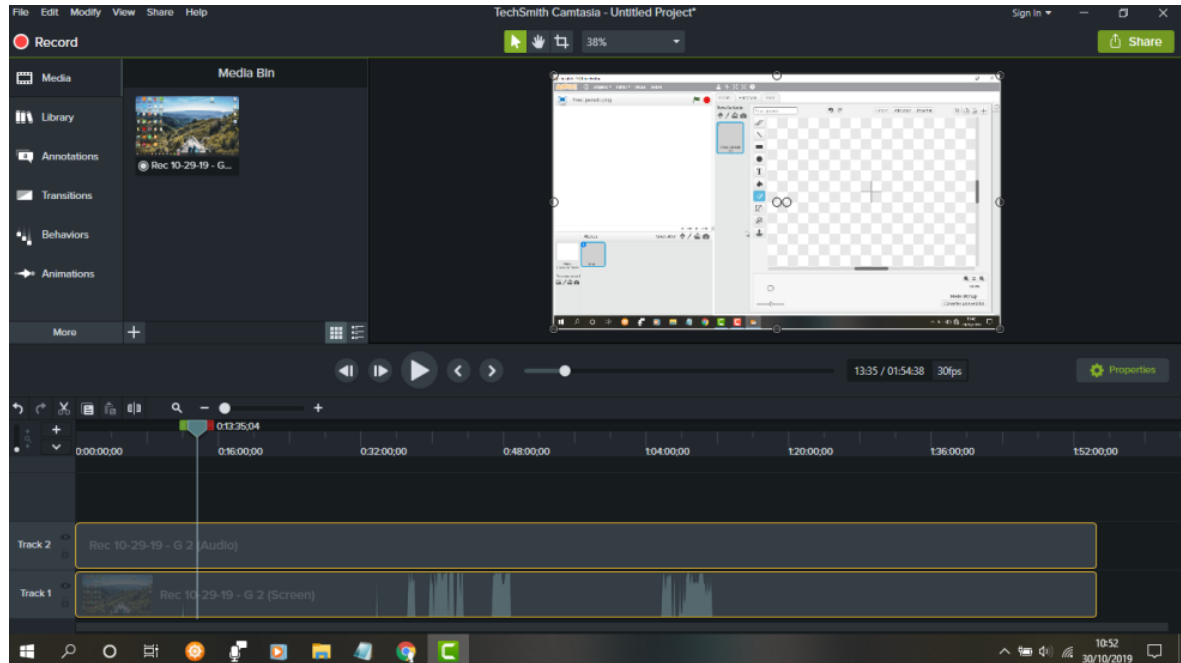 File Edit Modify View Share Help
TechSmith Camtasia - Untitled Project*
Sign In
Record
38%
Share
Media
Library
Annotations
Transitions
Behaviors
Animations
More
Media Bin
Rec 10-29-19 - G...
13:35 / 01:54:38 30fps
Properties
0:13:35;04
0:00:00;00 0:16:00;00 0:32:00;00 0:48:00;00 1:04:00;00 1:20:00;00 1:36:00;00 1:52:00;00
Track 2
Rec 10-29-19 - G 2 (Audio)
Track 1
Rec 10-29-19 - G 2 (Screen)
10:52
30/10/2019